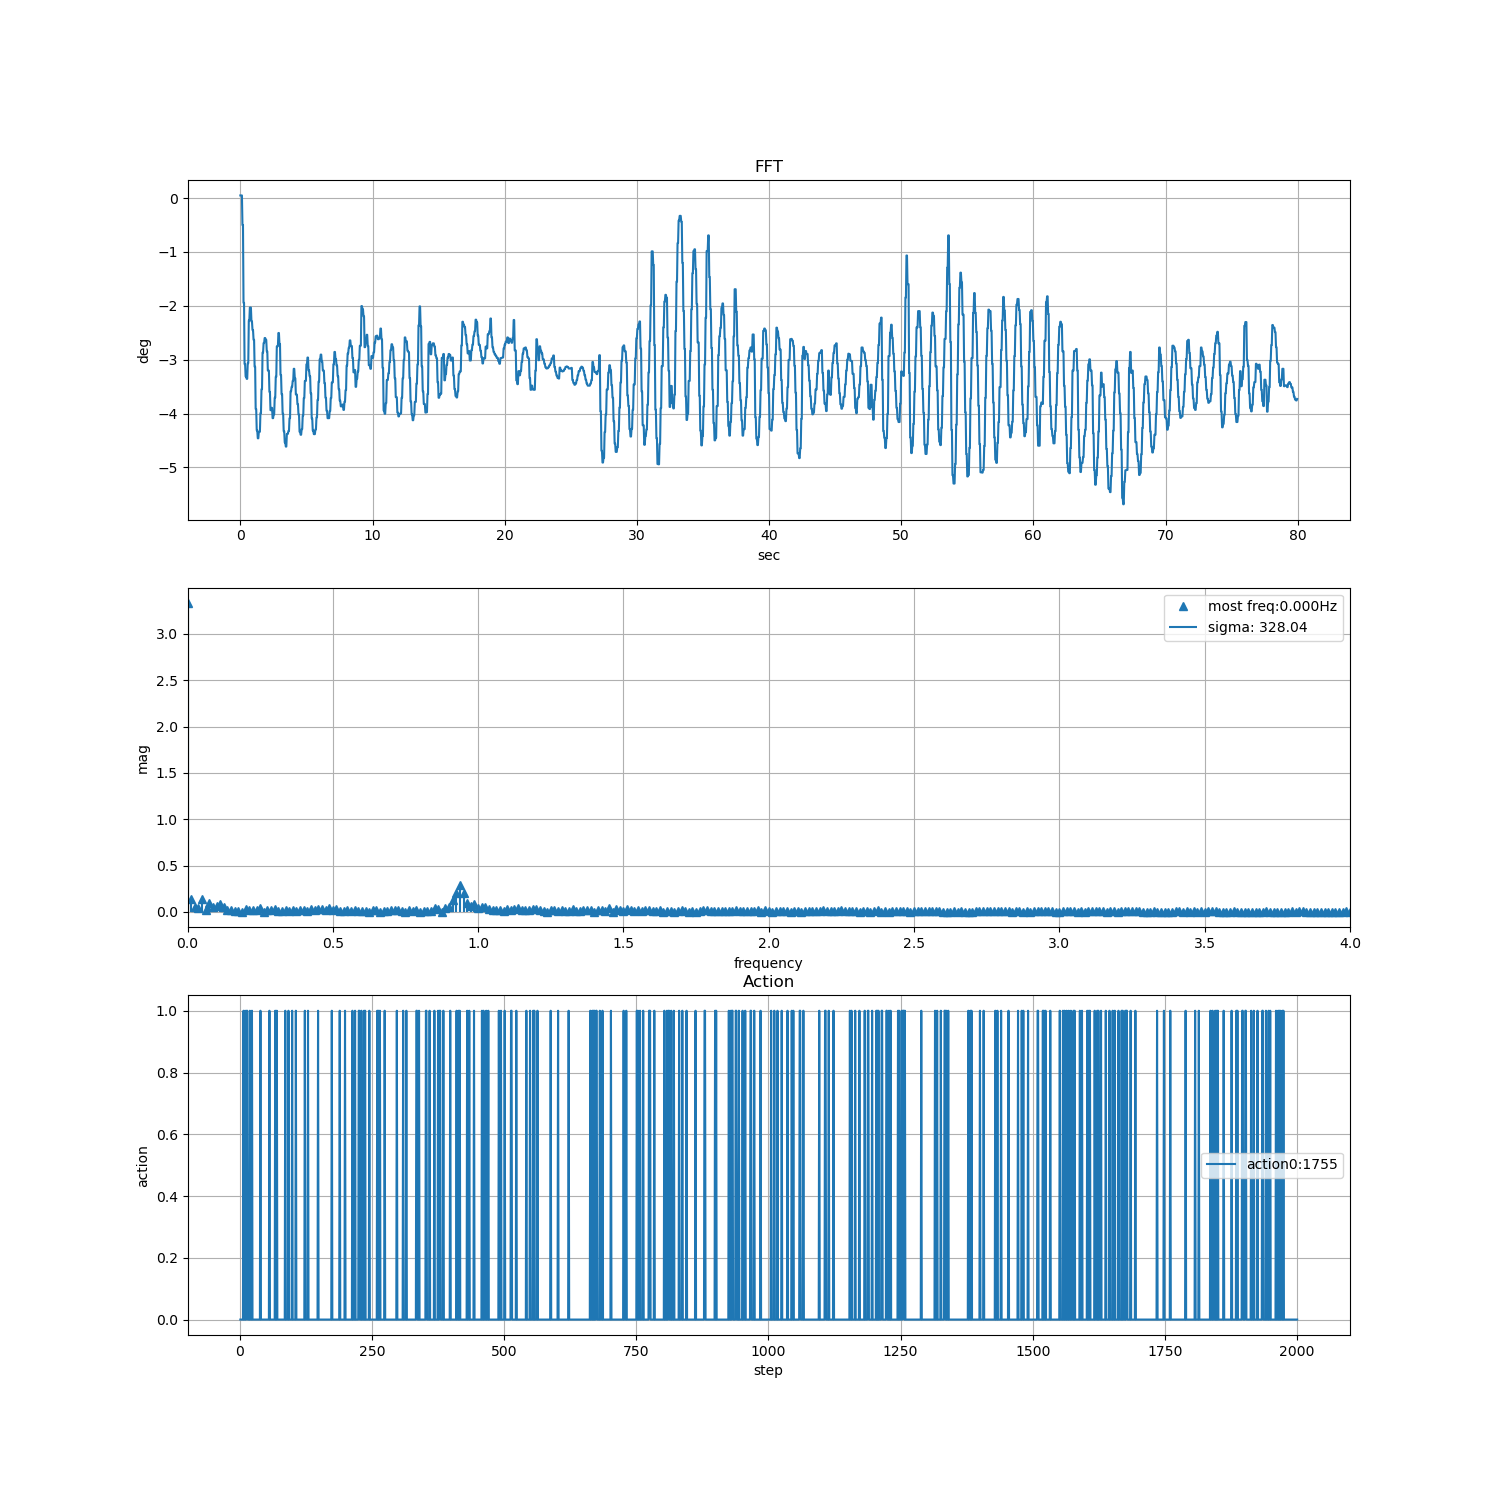 FFT
0
−1
−2
−3
−4
−5
deg
0 10 20 30 40 50 60 70 80
sec
most freq:0.000Hz
sigma: 328.04
3.0
2.5
2.0
1.5
1.0
0.5
0.0
mag
0.0 0.5 1.0 1.5 2.0 2.5 3.0 3.5 4.0
frequency
Action
1.0
0.8
0.6
0.4
0.2
0.0
action
action0:1755
0 250 500 750 1000 1250 1500 1750 2000
step